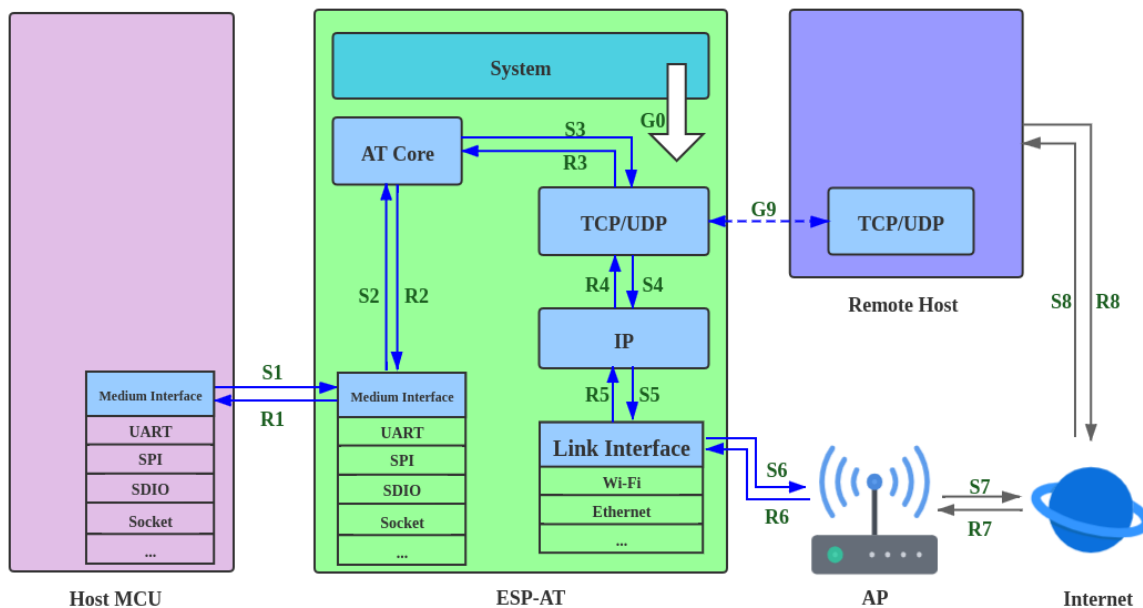 System
G0
AT Core
S3
R3
TCP/UDP
G9
TCP/UDP
S2
R2
R4
S4
Remote Host
S8
R8
IP
S1
R1
Medium Interface
UART
SPI
SDIO
Socket
...
Medium Interface
UART
SPI
SDIO
Socket
...
R5
S5
Link Interface
Wi-Fi
Ethernet
...
S6
R6
S7
R7
Host MCU
ESP-AT
AP
Internet